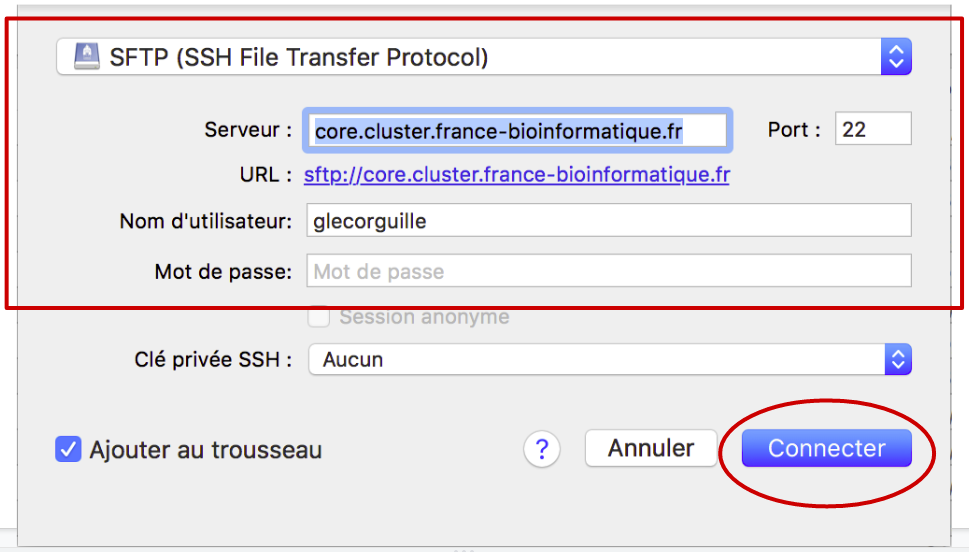 SFTP (SSH File Transfer Protocol)
Serveur : core.cluster.france-bioinformatique.fr Port : 22
URL : sftp://core.cluster.france-bioinformatique.fr
Nom d'utilisateur: glecorguille
Mot de passe: Mot de passe
Session anonyme
Clé privée SSH : Aucun
Ajouter au trousseau ? Annuler Connecter